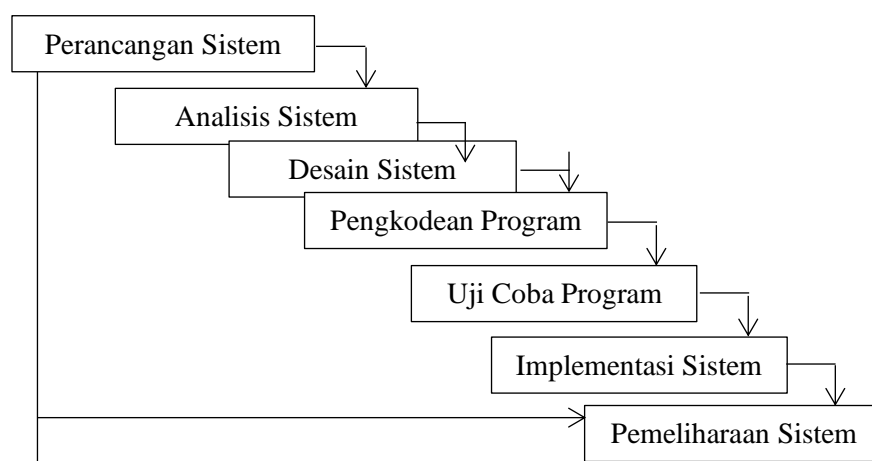 Perancangan Sistem
Analisis Sistem
Desain Sistem
Pengkodean Program
Uji Coba Program
Implementasi Sistem
Pemeliharaan Sistem